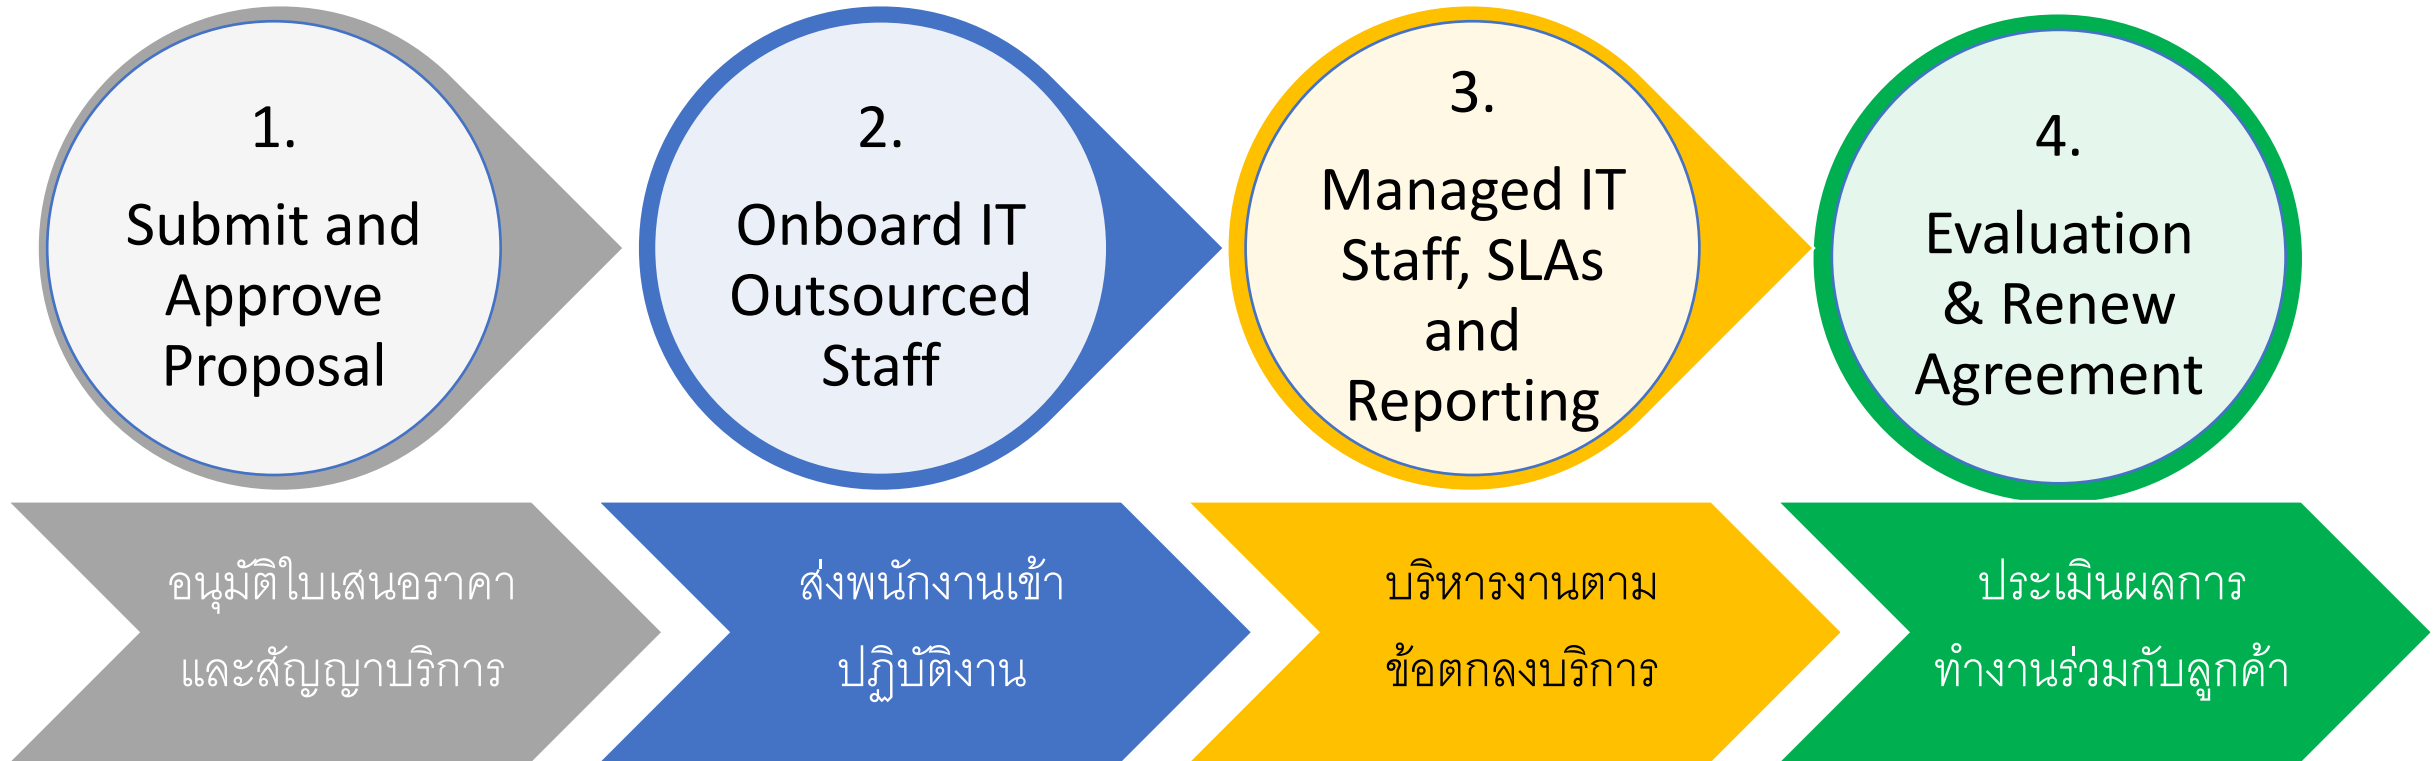 1.
Submit and
Approve
Proposal
2.
Onboard IT
Outsourced
Staff
3.
Managed IT
Staff, SLAs
and
Reporting
4.
Evaluation
& Renew
Agreement
อนุมัติใบเสนอราคา
และสัญญาบริการ
ส่งพนักงานเข้า
ปฏิบัติงาน
บริหารงานตาม
ข้อตกลงบริการ
ประเมินผลการ
ทำงานร่วมกับลูกค้า